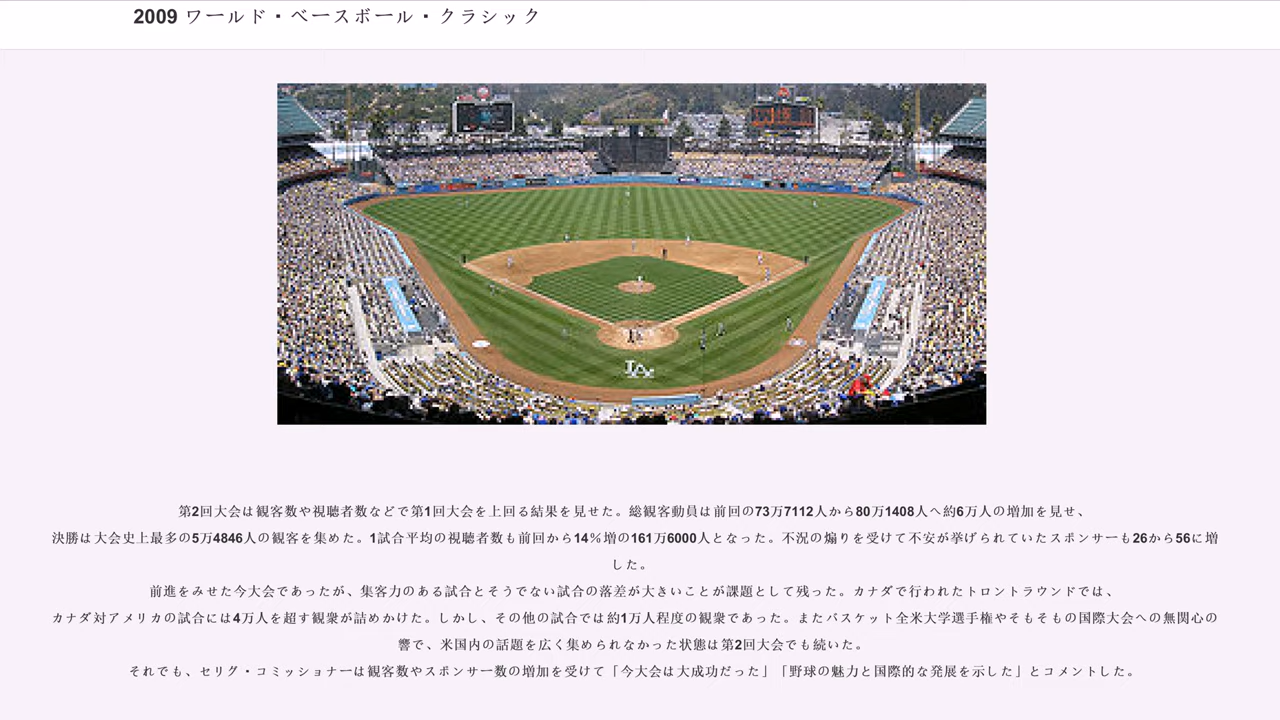 2009 ワールド・ベースボール・クラシック
LA
第2回大会は観客数や視聴者数などで第1回大会を上回る結果を見せた。総観客動員は前回の73万7112人から80万1408人へ約6万人の増加を見せ、
決勝は大会史上最多の5万4846人の観客を集めた。1試合平均の視聴者数も前回から14%増の161万6000人となった。不況の煽りを受けて不安が挙げられていたスポンサーも26から56に増
した。
前進をみせた今大会であったが、集客力のある試合とそうでない試合の落差が大きいことが課題として残った。カナダで行われたトロントラウンドでは、
カナダ対アメリカの試合には4万人を超す観衆が詰めかけた。しかし、その他の試合では約1万人程度の観衆であった。またバスケット全米大学選手権やそもそもの国際大会への無関心の
響で、米国内の話題を広く集められなかった状態は第2回大会でも続いた。
それでも、セリグ・コミッショナーは観客数やスポンサー数の増加を受けて「今大会は大成功だった」「野球の魅力と国際的な発展を示した」とコメントした。